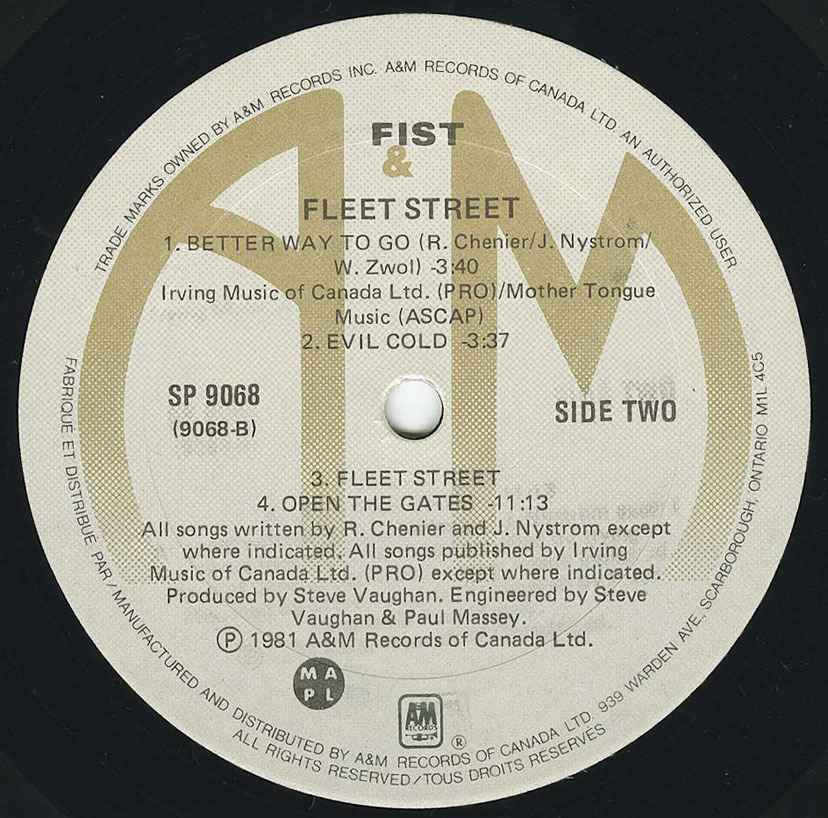 TRADE MARKS OWNED BY A&M RECORDS INC. A&M RECORDS OF CANADA LTD. AN AUTHORIZED USER
FIST
&
FLEET STREET
1. BETTER WAY TO GO (R. Chenier/J. Nystrom/
W. Zwol) -3:40
Irving Music of Canada Ltd. (PRO)/Mother Tongue
Music (ASCAP)
2. EVIL COLD -3:37
SP 9068
(9068-B)
SIDE TWO
3. FLEET STREET
4. OPEN THE GATES -11:13
All songs written by R. Chenier and J. Nystrom except
where indicated. All songs published by Irving
Music of Canada Ltd. (PRO) except where indicated.
Produced by Steve Vaughan. Engineered by Steve
Vaughan & Paul Massey.
Ⓟ 1981 A&M Records of Canada Ltd.
M A
P L
A&M
RECORDS
®
FABRIQUÉ ET DISTRIBUÉ PAR / MANUFACTURED AND DISTRIBUTED BY A&M RECORDS OF CANADA LTD. 939 WARDEN AVE, SCARBOROUGH, ONTARIO M1L 4C5
ALL RIGHTS RESERVED/TOUS DROITS RESERVES